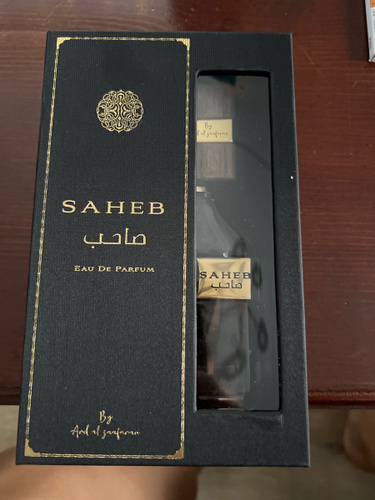 SAHEB
صاحب
EAU DE PARFUM
By
Ard al zaafaran
By
Ard al zaafaran
SAHEB
صاحب